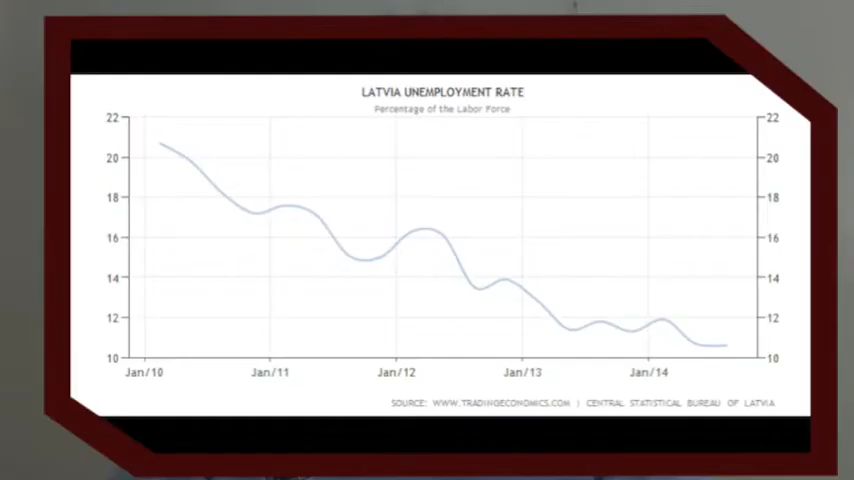 LATVIA UNEMPLOYMENT RATE
Percentage of the Labor Force
22 22
20 20
18 18
16 16
14 14
12 12
10 10
Jan/10 Jan/11 Jan/12 Jan/13 Jan/14
SOURCE: WWW.TRADINGECONOMICS.COM | CENTRAL STATISTICAL BUREAU OF LATVIA